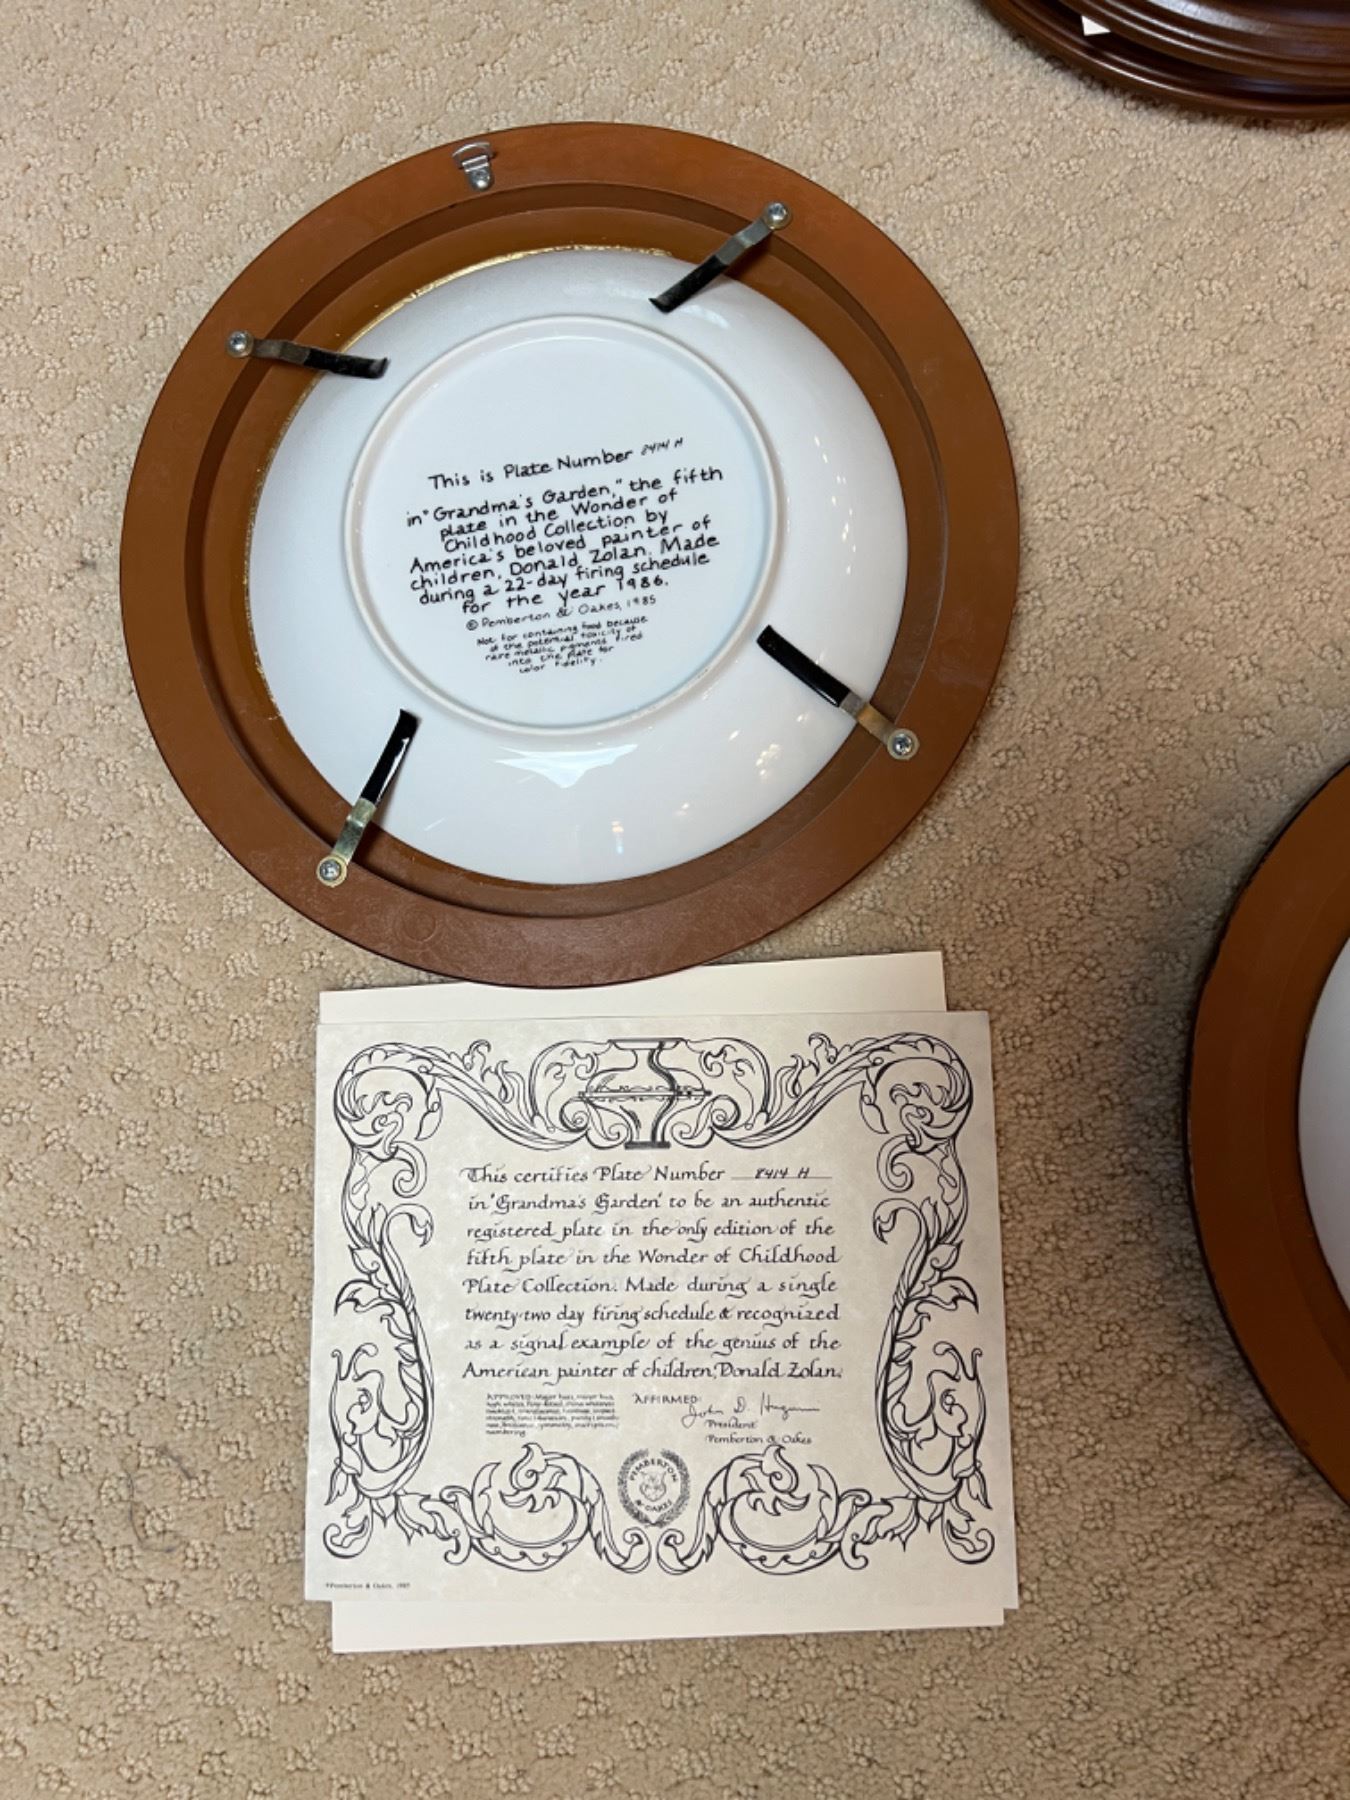 This is Plate Number 8414 H
in "Grandma's Garden," the fifth
plate in the Wonder of
Childhood Collection by
America's beloved painter of
children, Donald Zolan. Made
during a 22-day firing schedule
for the year 1986.
© Pemberton & Oakes, 1985
Not for containing food because
of the potential toxicity of
rare metallic pigments fired
into the plate for
color fidelity.
This certifies Plate Number 8414 H
in 'Grandma's Garden' to be an authentic
registered plate in the only edition of the
fifth plate in the Wonder of Childhood
Plate Collection. Made during a single
twenty-two day firing schedule & recognized
as a signal example of the genius of the
American painter of children, Donald Zolan.
APPROVED:
numbering.
AFFIRMED:
President
Pemberton & Oakes
PEMBERTON
& OAKES
© Pemberton & Oakes, 1985